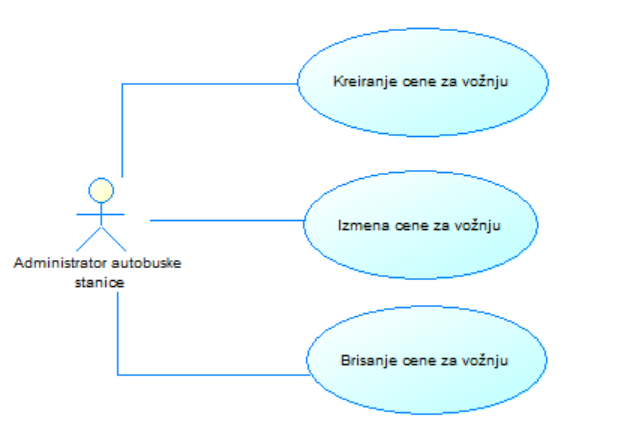 Kreiranje cene za vožnju
Izmena cene za vožnju
Administrator autobuske
stanice
Brisanje cene za vožnju